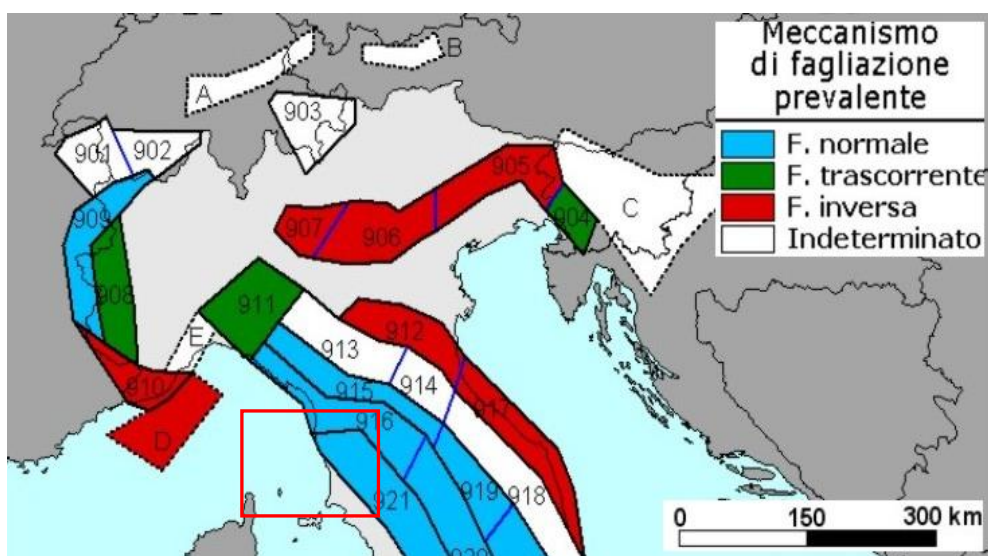 Meccanismo
di fagliazione
prevalente
F. normale
F. trascorrente
F. inversa
Indeterminato
A
B
903
901
902
905
C
904
909
907
906
908
911
E
912
913
910
914
915
917
D
916
921
919
918
0 150 300 km